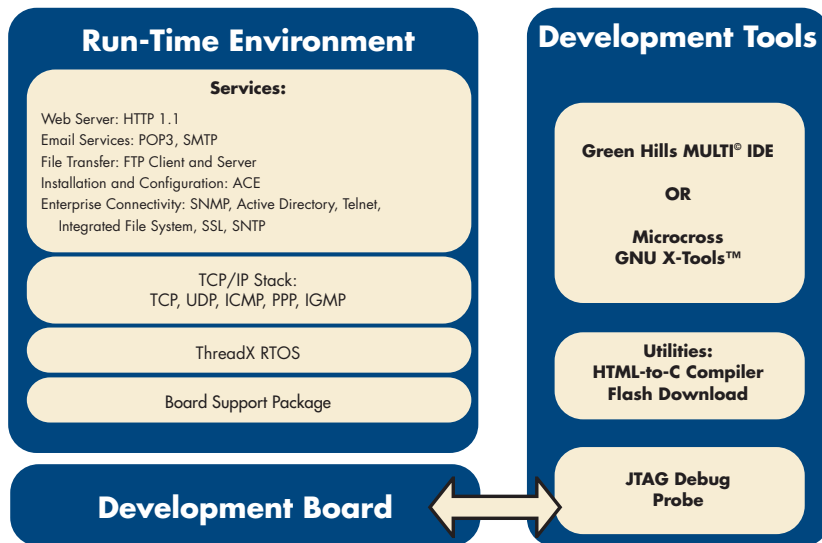 Run-Time Environment
Services:
Web Server: HTTP 1.1
Email Services: POP3, SMTP
File Transfer: FTP Client and Server
Installation and Configuration: ACE
Enterprise Connectivity: SNMP, Active Directory, Telnet,
Integrated File System, SSL, SNTP
TCP/IP Stack:
TCP, UDP, ICMP, PPP, IGMP
ThreadX RTOS
Board Support Package
Development Board
Development Tools
Green Hills MULTI© IDE
OR
Microcross
GNU X-Tools™
Utilities:
HTML-to-C Compiler
Flash Download
JTAG Debug
Probe